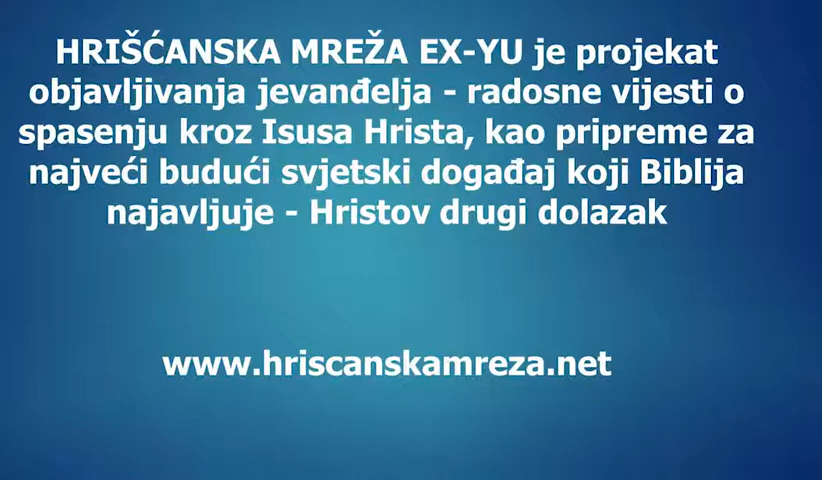 HRIŠĆANSKA MREŽA EX-YU je projekat
objavljivanja jevanđelja - radosne vijesti o
spasenju kroz Isusa Hrista, kao pripreme za
najveći budući svjetski događaj koji Biblija
najavljuje - Hristov drugi dolazak
www.hriscanskamreza.net